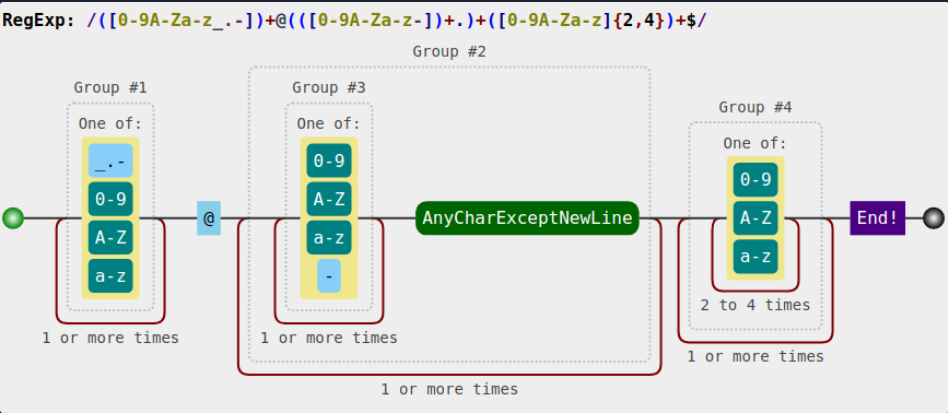 RegExp: /([0-9A-Za-z_.-])+@(([0-9A-Za-z-])+.)+([0-9A-Za-z]{2,4})+$/
Group #2
Group #1
Group #3
Group #4
One of:
One of:
One of:
_.-
0-9
0-9
0-9
A-Z
A-Z
a-z
-
A-Z
a-z
@
AnyCharExceptNewLine
0-9
A-Z
a-z
End!
2 to 4 times
1 or more times
1 or more times
1 or more times
1 or more times